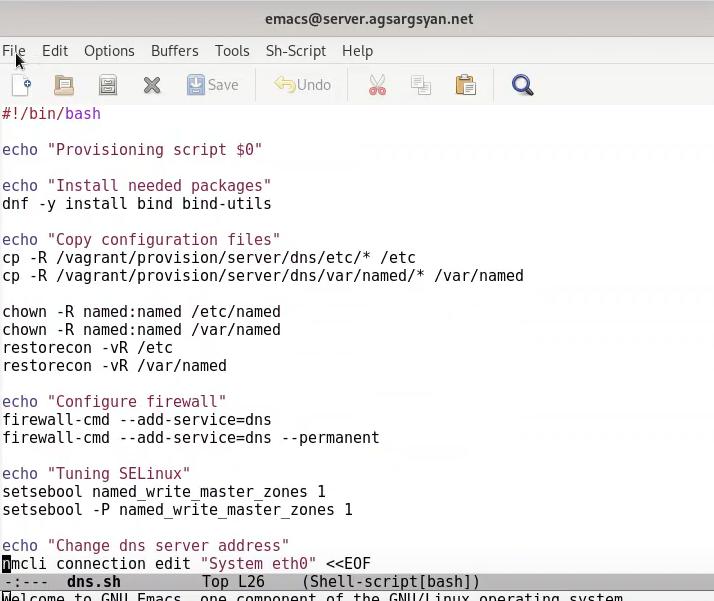 emacs@server.agsargsyan.net
File Edit Options Buffers Tools Sh-Script Help
Save Undo
#!/bin/bash
echo "Provisioning script $0"
echo "Install needed packages"
dnf -y install bind bind-utils
echo "Copy configuration files"
cp -R /vagrant/provision/server/dns/etc/* /etc
cp -R /vagrant/provision/server/dns/var/named/* /var/named
chown -R named:named /etc/named
chown -R named:named /var/named
restorecon -vR /etc
restorecon -vR /var/named
echo "Configure firewall"
firewall-cmd --add-service=dns
firewall-cmd --add-service=dns --permanent
echo "Tuning SELinux"
setsebool named_write_master_zones 1
setsebool -P named_write_master_zones 1
echo "Change dns server address"
nmcli connection edit "System eth0" <<EOF
-:--- dns.sh Top L26 (Shell-script[bash])
Welcome to GNU Emacs, one component of the GNU/Linux operating system.